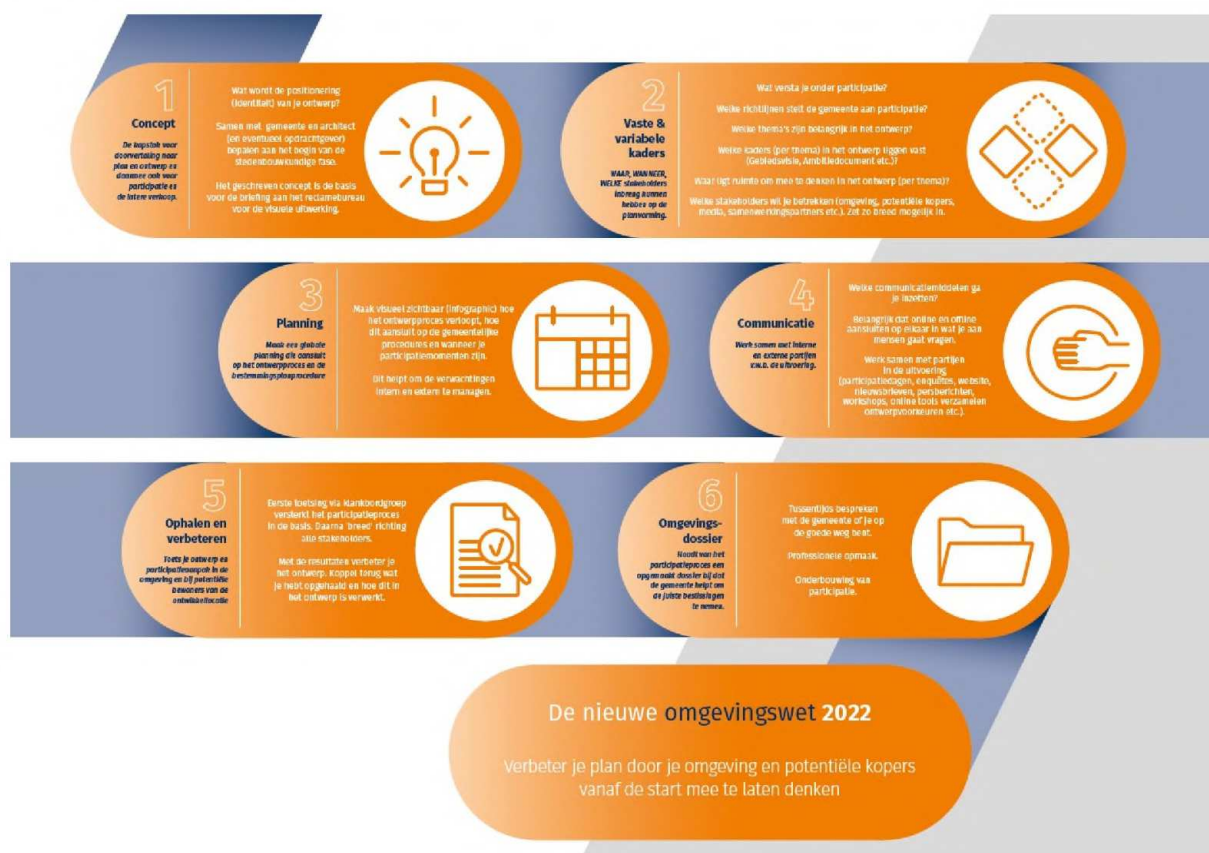 1
Concept
De kapstok voor
doorvertaling naar
plan en ontwerp en
daarmee ook voor
participatie en
de latere verkoop.
Wat wordt de positionering
(identiteit) van je ontwerp?
Samen met gemeente en architect
(en eventueel opdrachtgever)
bepalen aan het begin van de
stedenbouwkundige fase.
Het geschreven concept is de basis
voor de briefing aan het reclamebureau
voor de visuele uitwerking.
2
Vaste &
variabele
kaders
WAAR, WANNEER,
WELKE stakeholders
inbreng kunnen
hebben op de
planvorming.
Wat versta je onder participatie?
Welke richtlijnen stelt de gemeente aan participatie?
Welke thema's zijn belangrijk in het ontwerp?
Welke kaders (per thema) in het ontwerp liggen vast
(Gebiedsvisie, Ambitiedocument etc.)?
Waar ligt ruimte om mee te denken in het ontwerp (per thema)?
Welke stakeholders wil je betrekken (omgeving, potentiële kopers,
media, samenwerkingspartners etc.). Zet zo breed mogelijk in.
3
Planning
Maak een globale
planning die aansluit
op het ontwerpproces en de
bestemmingsplanprocedure
Maak visueel zichtbaar (infographic) hoe
het ontwerpproces verloopt, hoe
dit aansluit op de gemeentelijke
procedures en wanneer je
participatiemomenten zijn.
Dit helpt om de verwachtingen
intern en extern te managen.
4
Communicatie
Werk samen met interne
en externe partijen
t.w.b. de uitvoering.
Welke communicatiemiddelen ga
je inzetten?
Belangrijk dat online en offline
aansluiten op elkaar in wat je aan
mensen gaat vragen.
Werk samen met partijen
in de uitvoering
(participatiedagen, enquêtes, website,
nieuwsbrieven, persberichten,
workshops, online tools verzamelen
ontwerpvoorkeuren etc.).
5
Ophalen en
verbeteren
Toets je ontwerp en
participatieaanpak in de
omgeving en bij potentiële
bewoners van de
ontwikkellocatie
Eerste toetsing via klankbordgroep
versterkt het participatieproces
in de basis. Daarna 'breed' richting
alle stakeholders.
Met de resultaten verbeter je
het ontwerp. Koppel terug wat
je hebt opgehaald en hoe dit in
het ontwerp is verwerkt.
6
Omgevings-
dossier
Houdt van het
participatieproces een
opgemaakt dossier bij dat
de gemeente helpt om
de juiste beslissingen
te nemen.
Tussentijds bespreken
met de gemeente of je op
de goede weg bent.
Professionele opmaak.
Onderbouwing van
participatie.
De nieuwe omgevingswet 2022
Verbeter je plan door je omgeving en potentiële kopers
vanaf de start mee te laten denken